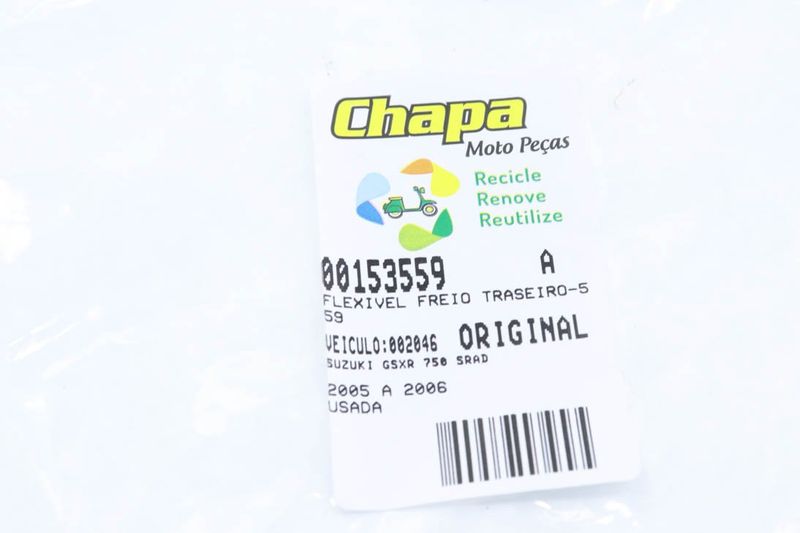 Chapa
Moto Peças
Recicle
Renove
Reutilize
00153559 A
FLEXIVEL FREIO TRASEIRO-5
59
VEICULO:002046 ORIGINAL
SUZUKI GSXR 750 SRAD
2005 A 2006
USADA